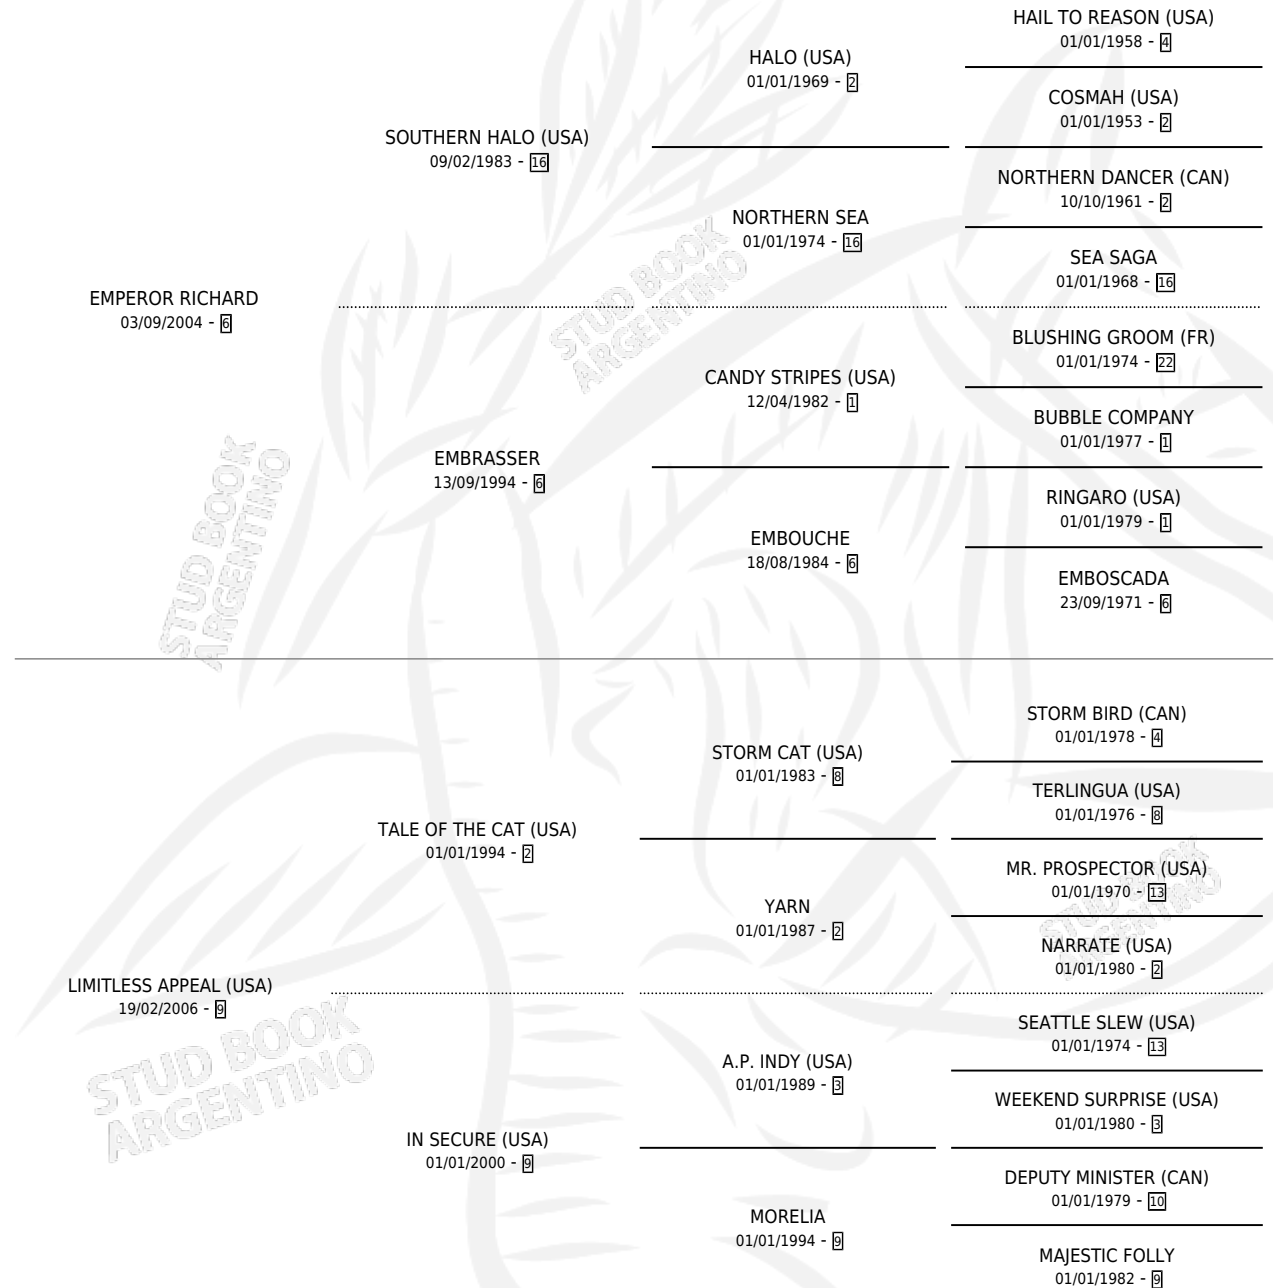 HAIL TO REASON (USA)
01/01/1958 - 4
HALO (USA)
01/01/1969 - 2
COSMAH (USA)
01/01/1953 - 2
SOUTHERN HALO (USA)
09/02/1983 - 16
NORTHERN DANCER (CAN)
10/10/1961 - 2
NORTHERN SEA
01/01/1974 - 16
SEA SAGA
01/01/1968 - 16
EMPEROR RICHARD
03/09/2004 - 6
BLUSHING GROOM (FR)
01/01/1974 - 22
CANDY STRIPES (USA)
12/04/1982 - 1
BUBBLE COMPANY
01/01/1977 - 1
EMBRASSER
13/09/1994 - 6
RINGARO (USA)
01/01/1979 - 1
EMBOUCHE
18/08/1984 - 6
EMBOSCADA
23/09/1971 - 6
STUD BOOK
ARGENTINO
STUD BOOK
ARGENTINO
STORM BIRD (CAN)
01/01/1978 - 4
STORM CAT (USA)
01/01/1983 - 8
TERLINGUA (USA)
01/01/1976 - 8
TALE OF THE CAT (USA)
01/01/1994 - 2
MR. PROSPECTOR (USA)
01/01/1970 - 13
YARN
01/01/1987 - 2
NARRATE (USA)
01/01/1980 - 2
LIMITLESS APPEAL (USA)
19/02/2006 - 9
SEATTLE SLEW (USA)
01/01/1974 - 13
A.P. INDY (USA)
01/01/1989 - 3
WEEKEND SURPRISE (USA)
01/01/1980 - 3
IN SECURE (USA)
01/01/2000 - 9
DEPUTY MINISTER (CAN)
01/01/1979 - 10
MORELIA
01/01/1994 - 9
MAJESTIC FOLLY
01/01/1982 - 9
STUD BOOK
ARGENTINO
STUD BOOK
ARGENTINO